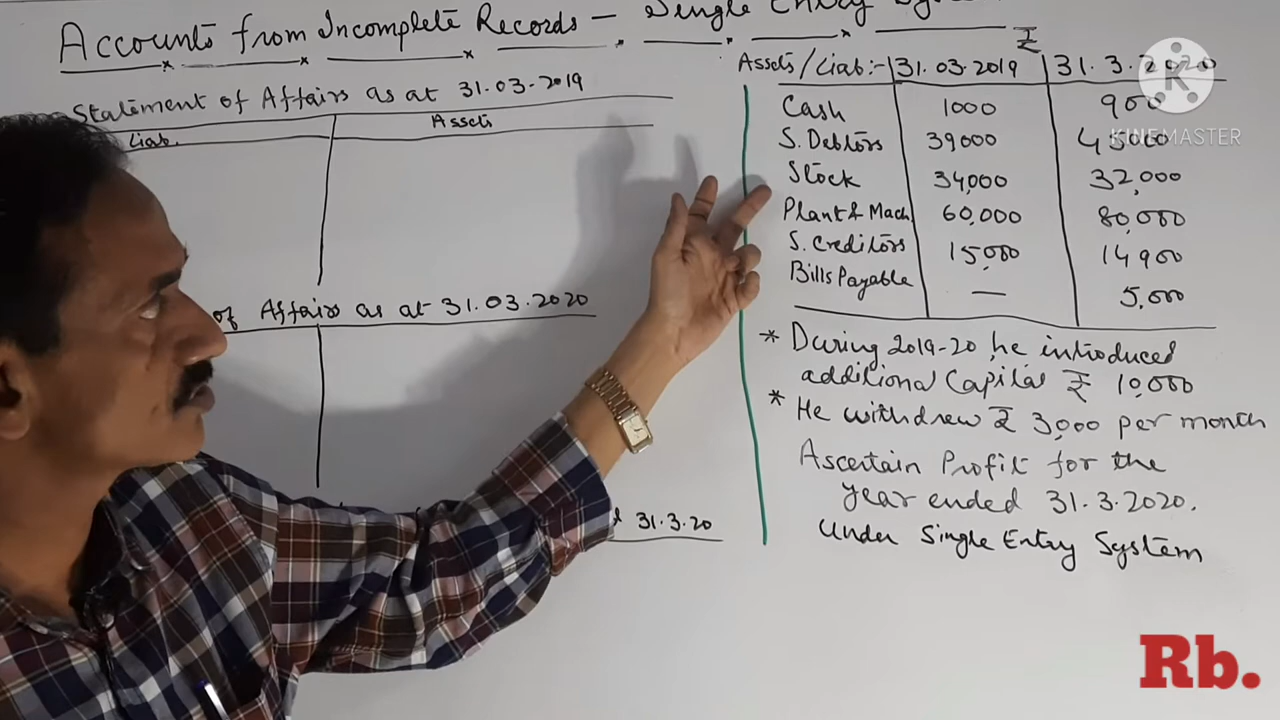 Accounts from Incomplete Records – Single Entry
Statement of Affairs as at 31.03.2019
Liab. Assets
of Affairs as at 31.03.2020
31.3.20
₹
Assets/Liab:- 31.03.2019 31.3.2020
Cash 1000 900
S. Debtors 39000 45000
Stock 34,000 32,000
Plant & Mach 60,000 80,000
S. Creditors 15,000 14900
Bills Payable — 5,000
* During 2019-20, he introduced
additional Capital ₹ 10,000
* He withdrew ₹ 3,000 per month
Ascertain Profit for the
year ended 31.3.2020.
Under Single Entry System
K
KINEMASTER
Rb.